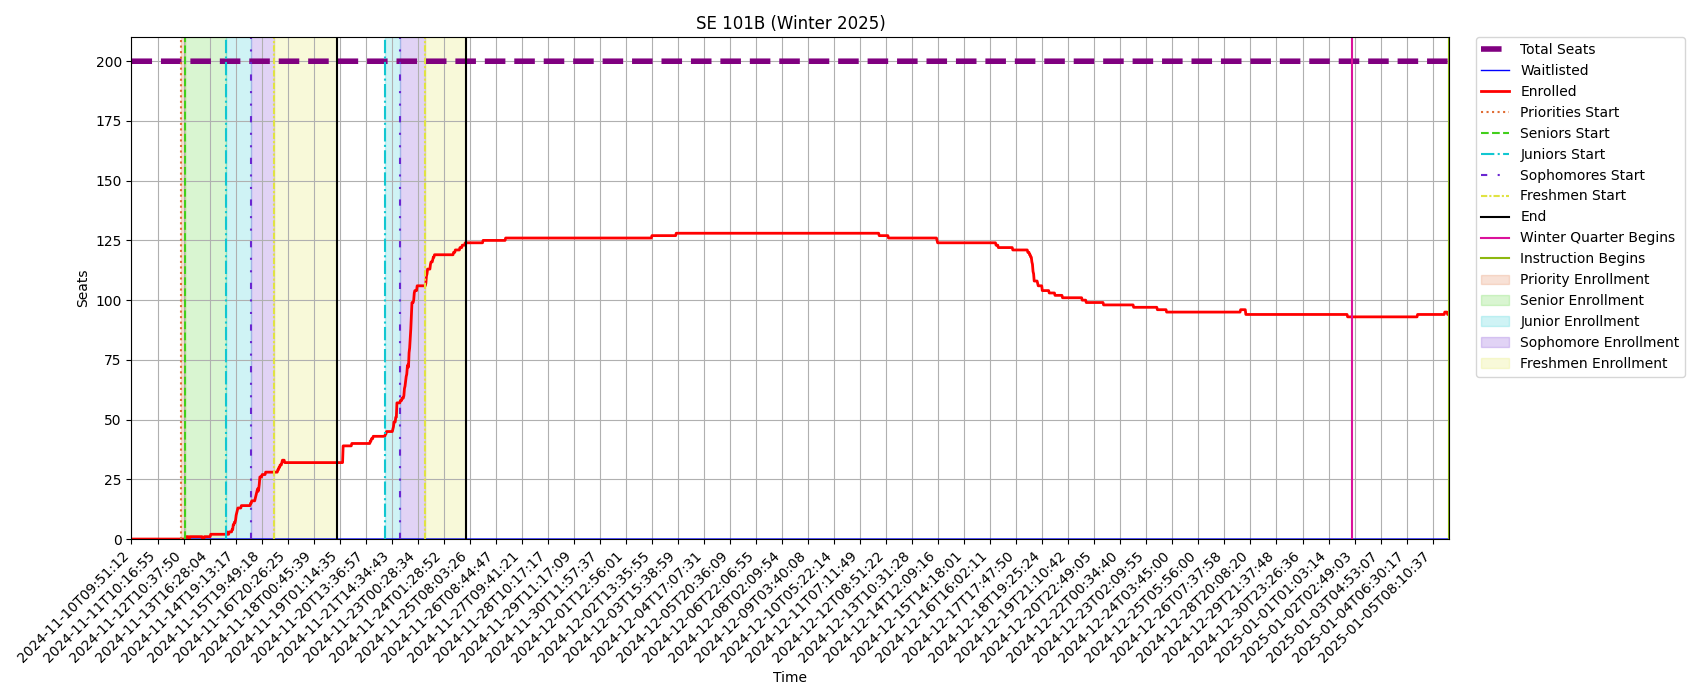 SE 101B (Winter 2025)
Seats
200
175
150
125
100
75
50
25
0
2024-11-10T09:51:12
2024-11-11T10:16:55
2024-11-12T10:37:50
2024-11-13T16:28:04
2024-11-14T19:13:17
2024-11-15T19:49:18
2024-11-16T20:26:25
2024-11-18T00:45:39
2024-11-19T01:14:35
2024-11-20T13:36:57
2024-11-21T14:34:43
2024-11-23T00:28:34
2024-11-24T01:28:52
2024-11-25T08:03:26
2024-11-26T08:44:47
2024-11-27T09:41:21
2024-11-28T10:17:17
2024-11-29T11:17:09
2024-11-30T11:57:37
2024-12-01T12:56:01
2024-12-02T13:35:55
2024-12-03T15:38:59
2024-12-04T17:07:31
2024-12-05T20:36:09
2024-12-06T22:06:55
2024-12-08T02:09:54
2024-12-09T03:40:08
2024-12-10T05:22:14
2024-12-11T07:11:49
2024-12-12T08:51:22
2024-12-13T10:31:28
2024-12-14T12:09:16
2024-12-15T14:18:01
2024-12-16T16:02:11
2024-12-17T17:47:50
2024-12-18T19:25:24
2024-12-19T21:10:42
2024-12-20T22:49:05
2024-12-22T00:34:40
2024-12-23T02:09:55
2024-12-24T03:45:00
2024-12-25T05:56:00
2024-12-26T07:37:58
2024-12-28T20:08:20
2024-12-29T21:37:48
2024-12-30T23:26:36
2025-01-01T01:03:14
2025-01-02T02:49:03
2025-01-03T04:53:07
2025-01-04T06:30:17
2025-01-05T08:10:37
Time
Total Seats
Waitlisted
Enrolled
Priorities Start
Seniors Start
Juniors Start
Sophomores Start
Freshmen Start
End
Winter Quarter Begins
Instruction Begins
Priority Enrollment
Senior Enrollment
Junior Enrollment
Sophomore Enrollment
Freshmen Enrollment